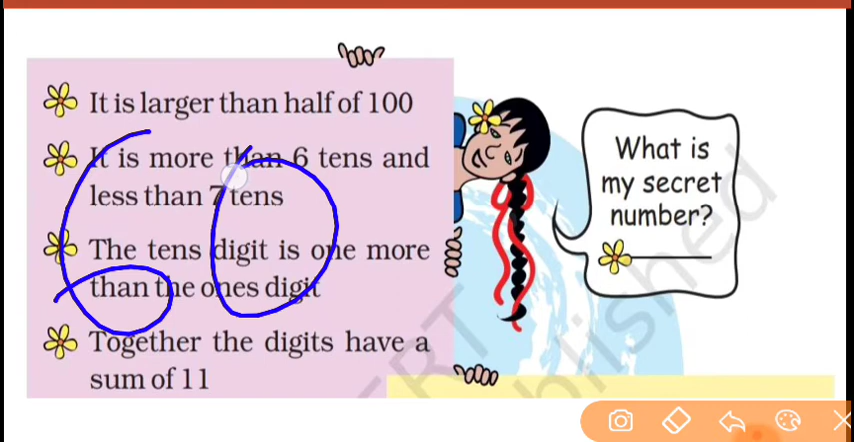 It is larger than half of 100
It is more than 6 tens and
less than 7 tens
The tens digit is one more
than the ones digit
Together the digits have a
sum of 11
What is
my secret
number?
60